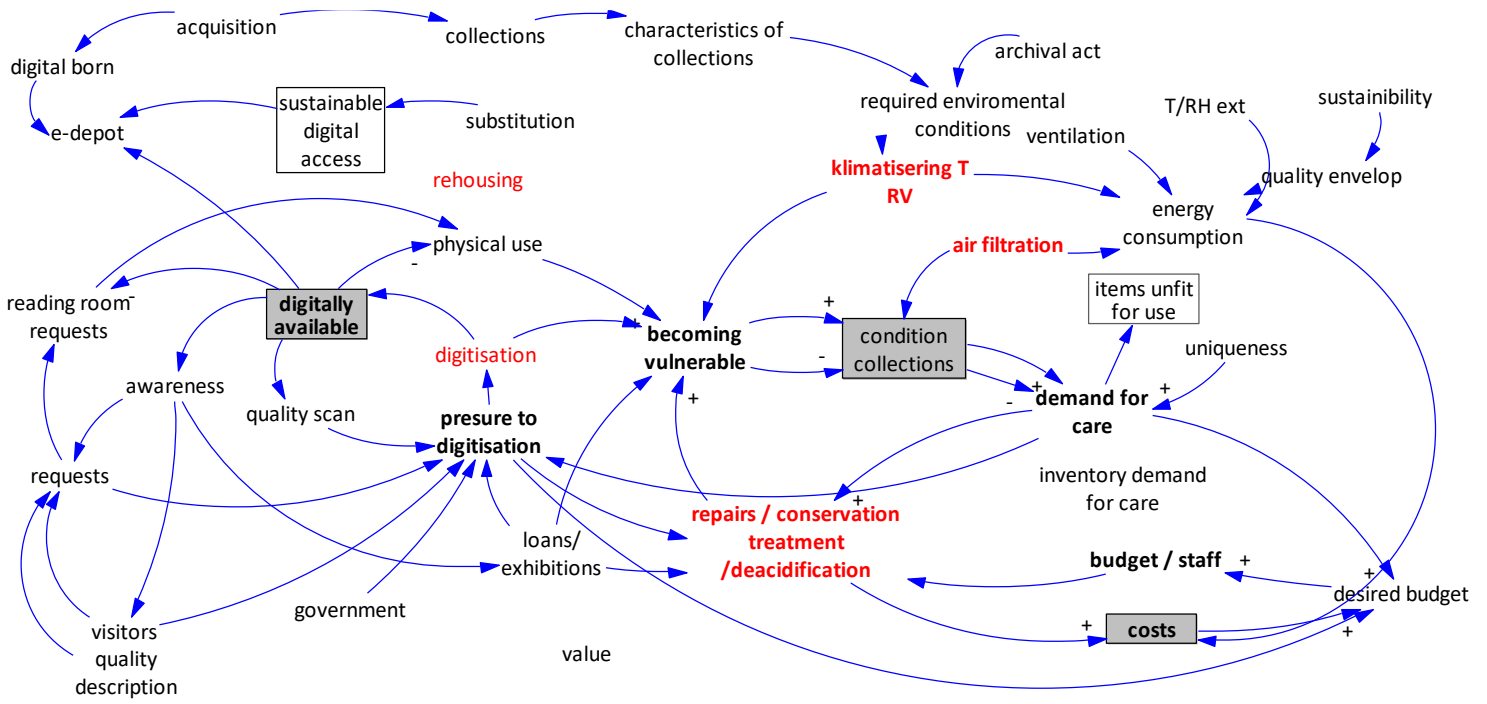 acquisition
collections
characteristics of
collections
archival act
digital born
e-depot
sustainable
digital
access
substitution
required enviromental
conditions
ventilation
T/RH ext
sustainibility
quality envelop
klimatisering T
RV
rehousing
energy
consumption
physical use
-
air filtration
reading room-
requests
digitally
available
items unfit
for use
digitisation
+
becoming
vulnerable
+
-
condition
collections
uniqueness
awareness
quality scan
presure to
digitisation
+
+
-
demand for
care
+
requests
inventory demand
for care
+
repairs / conservation
treatment
/deacidification
loans/
exhibitions
government
budget / staff
+
+
desired budget
visitors
quality
description
value
+
costs
+